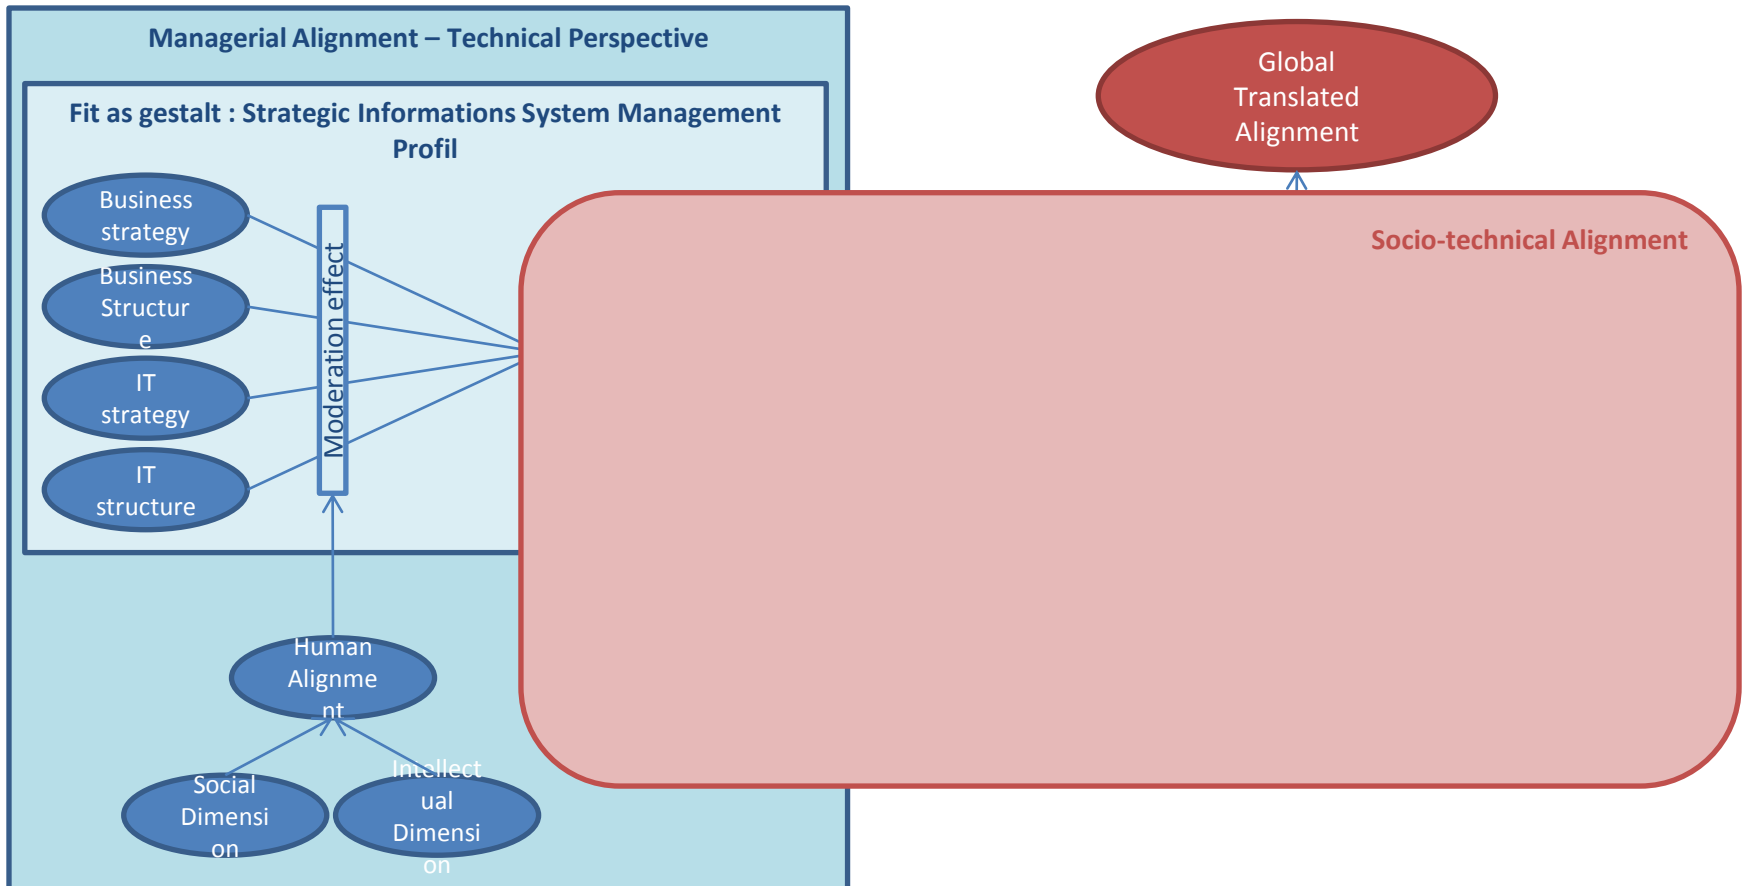 Managerial Alignment – Technical Perspective
Fit as gestalt : Strategic Informations System Management
Profil
Business
strategy
Business
Structur
e
IT
strategy
IT
structure
Moderation effect
Human
Alignme
nt
Social
Dimensi
on
Intellect
ual
Dimensi
on
Global
Translated
Alignment
Socio-technical Alignment